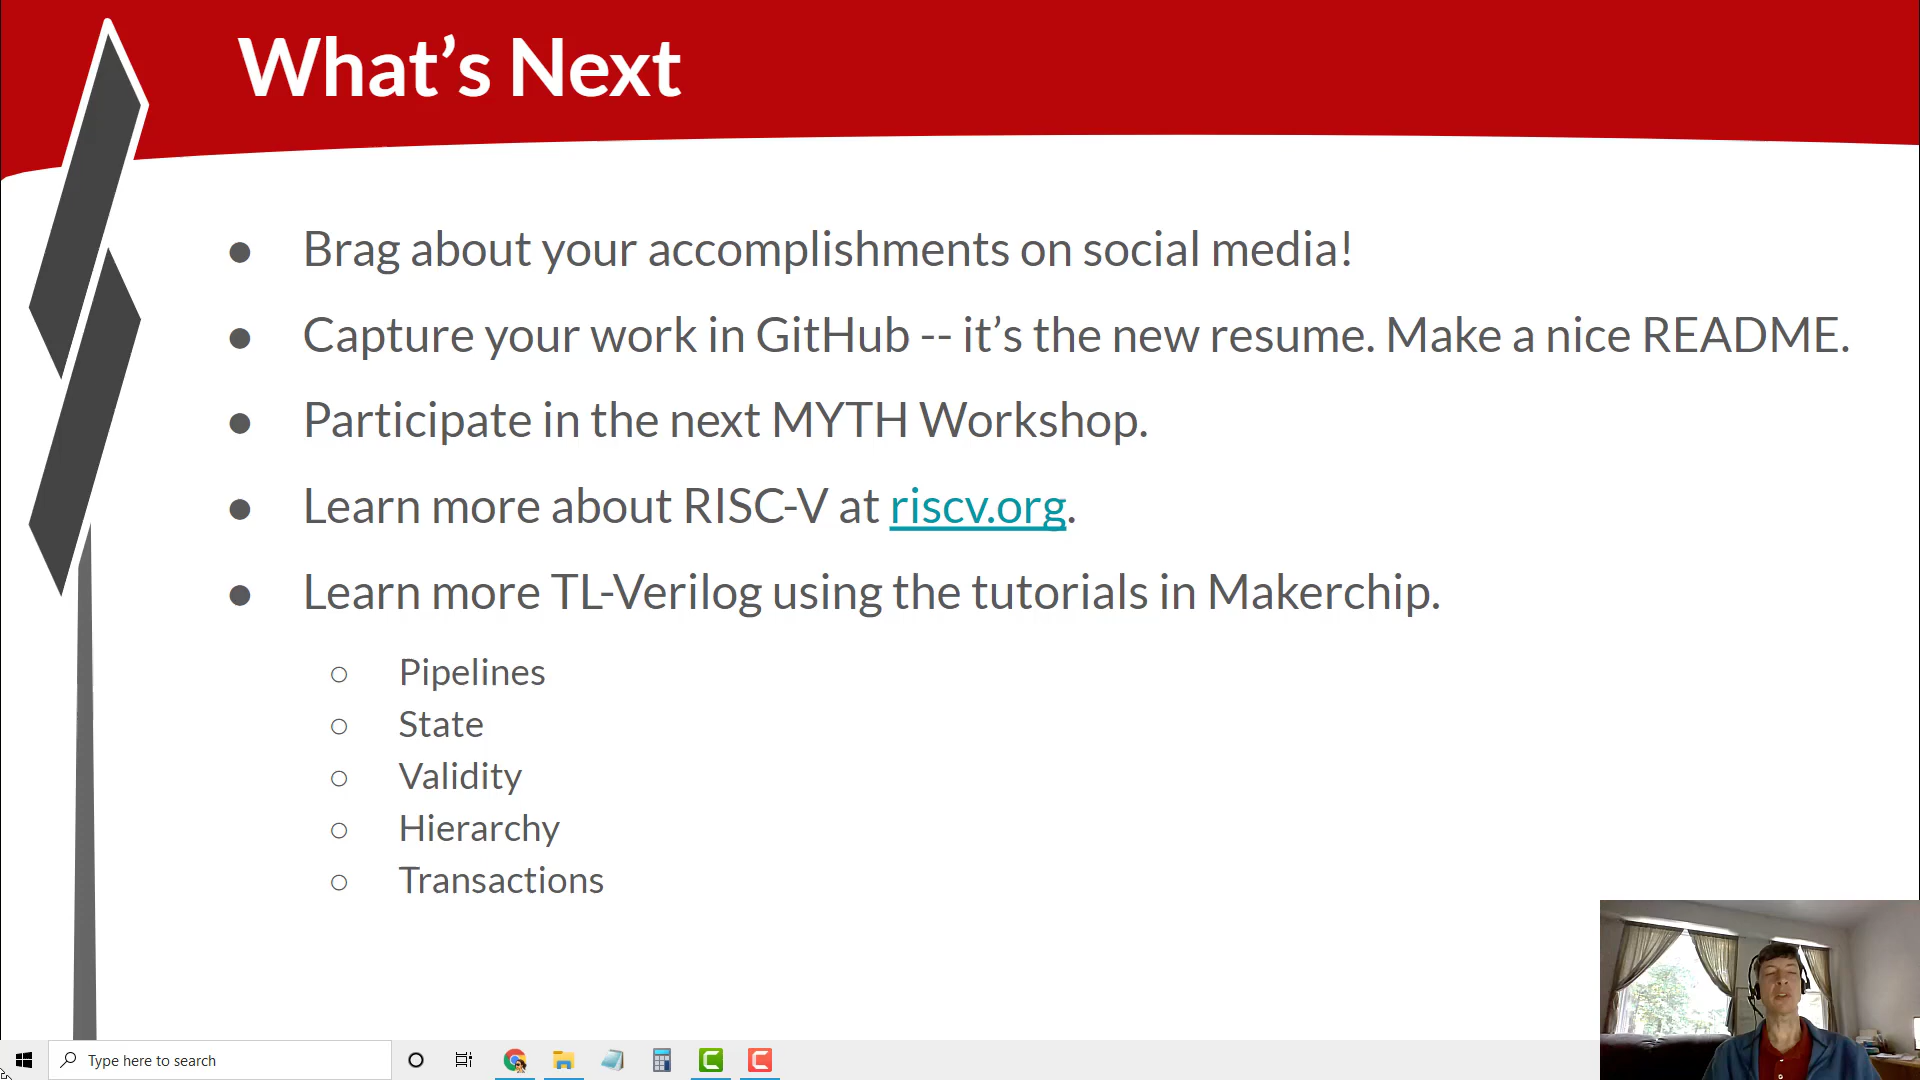 What’s Next
Brag about your accomplishments on social media!
Capture your work in GitHub -- it’s the new resume. Make a nice README.
Participate in the next MYTH Workshop.
Learn more about RISC-V at riscv.org.
Learn more TL-Verilog using the tutorials in Makerchip.
Pipelines
State
Validity
Hierarchy
Transactions
Type here to search